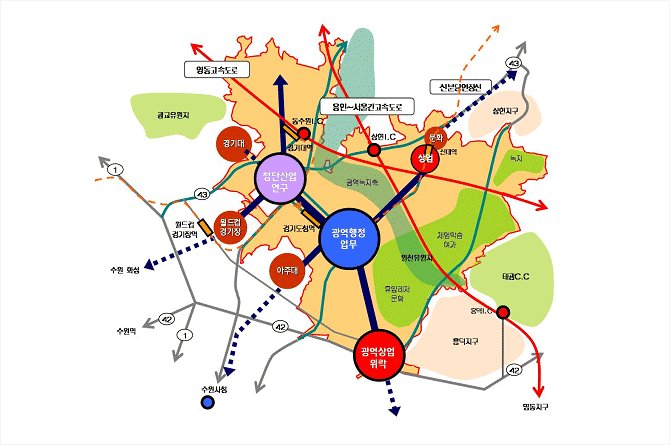 영동고속도로
용인~서울간고속도로
신분당연장선
43
상현지구
광교유원지
동수원I.C
상현I.C
문화
경기대
경기대역
신대역
상업
녹지
1
43
첨단산업
연구
광역녹지축
월드컵
경기장역
월드컵
경기장
경기도청역
광역행정
업무
자연학습
여가
원천유원지
수원 화성
아주대
유원레저
문화
태광C.C
흥덕I.C
수원역
42
1
42
광역상업
위락
흥덕지구
42
수원시청
영통지구